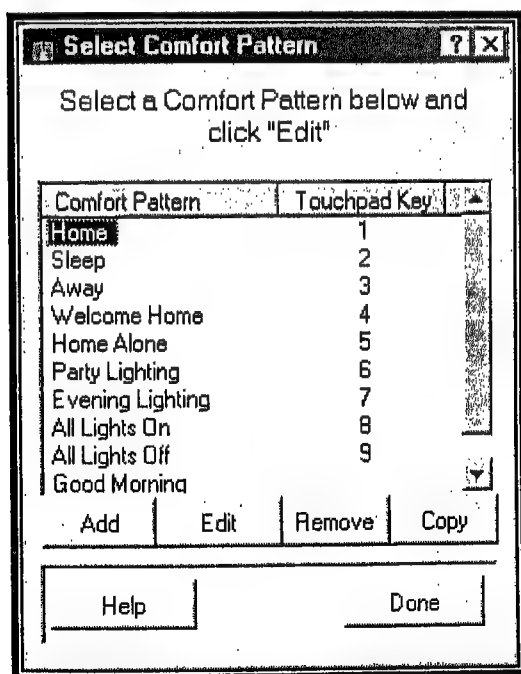 Select Comfort Pattern ? X
Select a Comfort Pattern below and
click "Edit"
Comfort Pattern Touchpad Key
Home 1
Sleep 2
Away 3
Welcome Home 4
Home Alone 5
Party Lighting 6
Evening Lighting 7
All Lights On 8
All Lights Off 9
Good Morning
Add Edit Remove Copy
Help Done